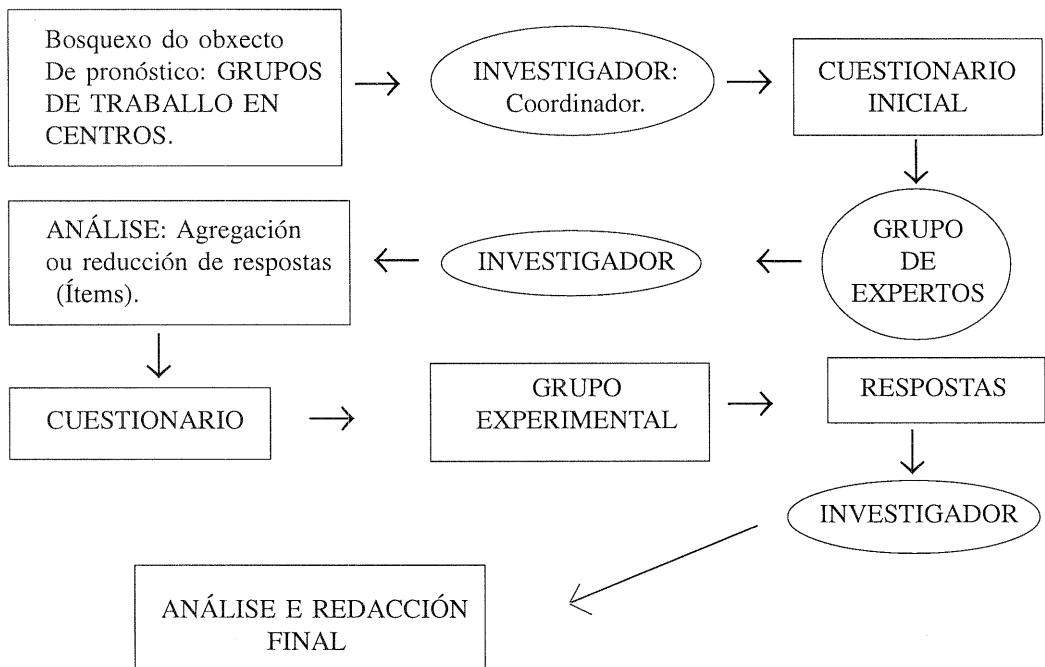 Bosquexo do obxecto
De pronóstico: GRUPOS
DE TRABALLO EN
CENTROS.
INVESTIGADOR:
Coordinador.
CUESTIONARIO
INICIAL
GRUPO
DE
EXPERTOS
INVESTIGADOR
ANÁLISE: Agregación
ou reducción de respostas
(Ítems).
CUESTIONARIO
GRUPO
EXPERIMENTAL
RESPOSTAS
INVESTIGADOR
ANÁLISE E REDACCIÓN
FINAL